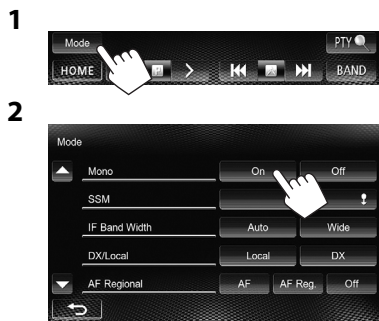 1
Mode
PTY
HOME
BAND
2
Mode
Mono On Off
SSM
IF Band Width Auto Wide
DX/Local Local DX
AF Regional AF AF Reg. Off